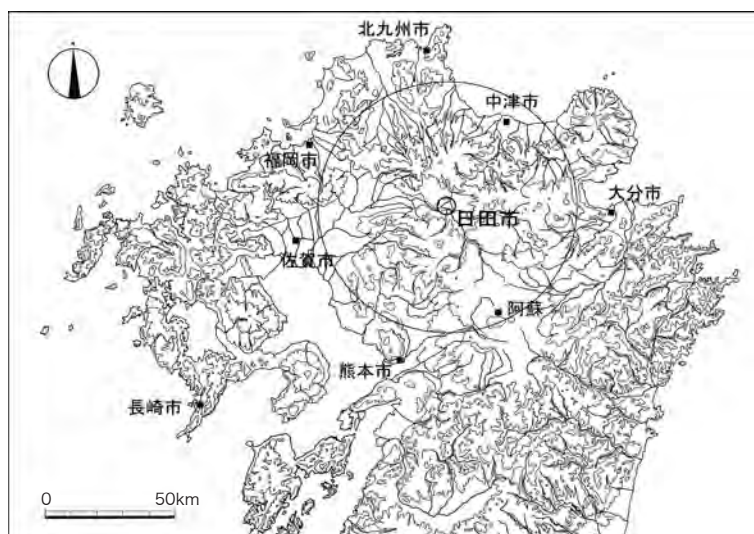 北九州市
中津市
福岡市
大分市
日田市
佐賀市
阿蘇
熊本市
長崎市
0 50km